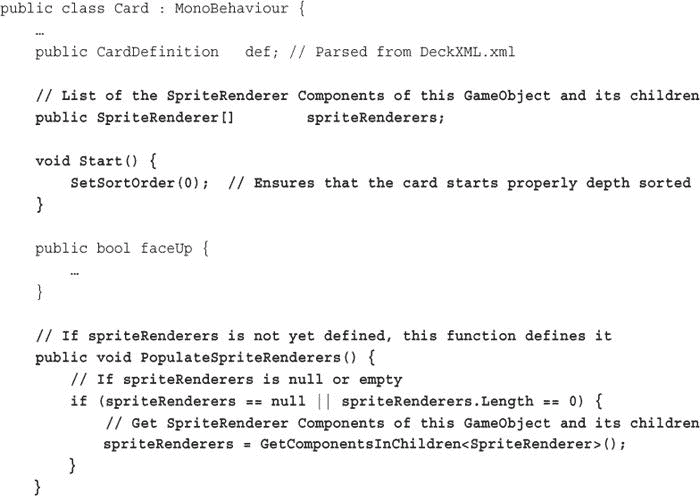 public class Card : MonoBehaviour {
…
public CardDefinition   def; // Parsed from DeckXML.xml
// List of the SpriteRenderer Components of this GameObject and its children
public SpriteRenderer[]        spriteRenderers;
void Start() {
SetSortOrder(0);  // Ensures that the card starts properly depth sorted
}
public bool faceUp {
…
}
// If spriteRenderers is not yet defined, this function defines it
public void PopulateSpriteRenderers() {
// If spriteRenderers is null or empty
if (spriteRenderers == null || spriteRenderers.Length == 0) {
// Get SpriteRenderer Components of this GameObject and its children
spriteRenderers = GetComponentsInChildren<SpriteRenderer>();
}
}